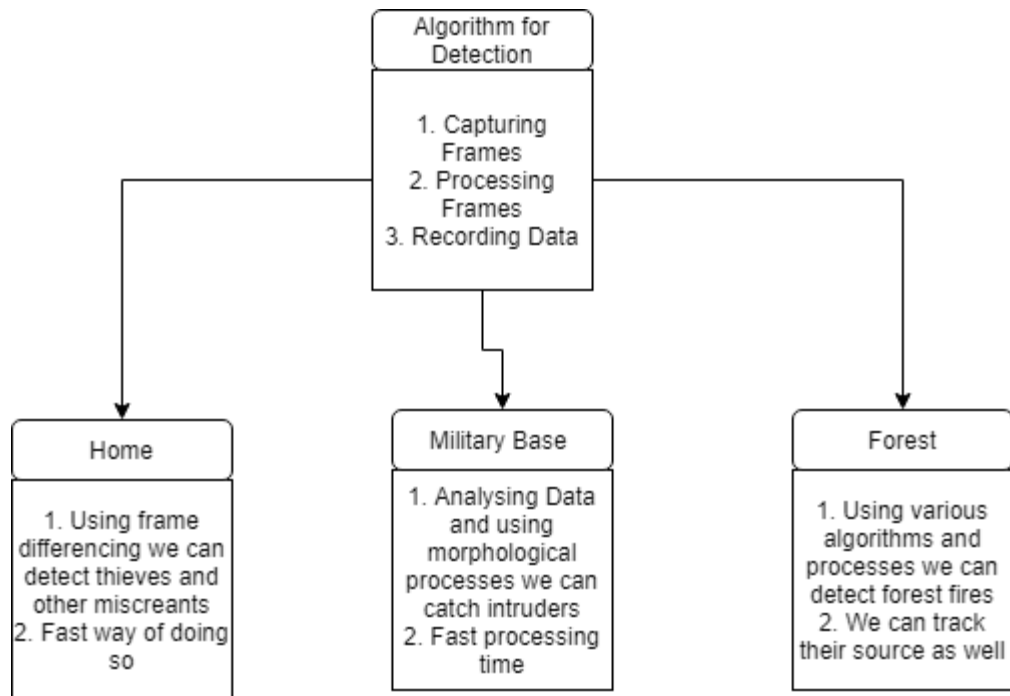 Algorithm for
Detection
1. Capturing
Frames
2. Processing
Frames
3. Recording Data
Home
1. Using frame
differencing we can
detect thieves and
other miscreants
2. Fast way of doing
so
Military Base
1. Analysing Data
and using
morphological
processes we can
catch intruders
2. Fast processing
time
Forest
1. Using various
algorithms and
processes we can
detect forest fires
2. We can track
their source as well